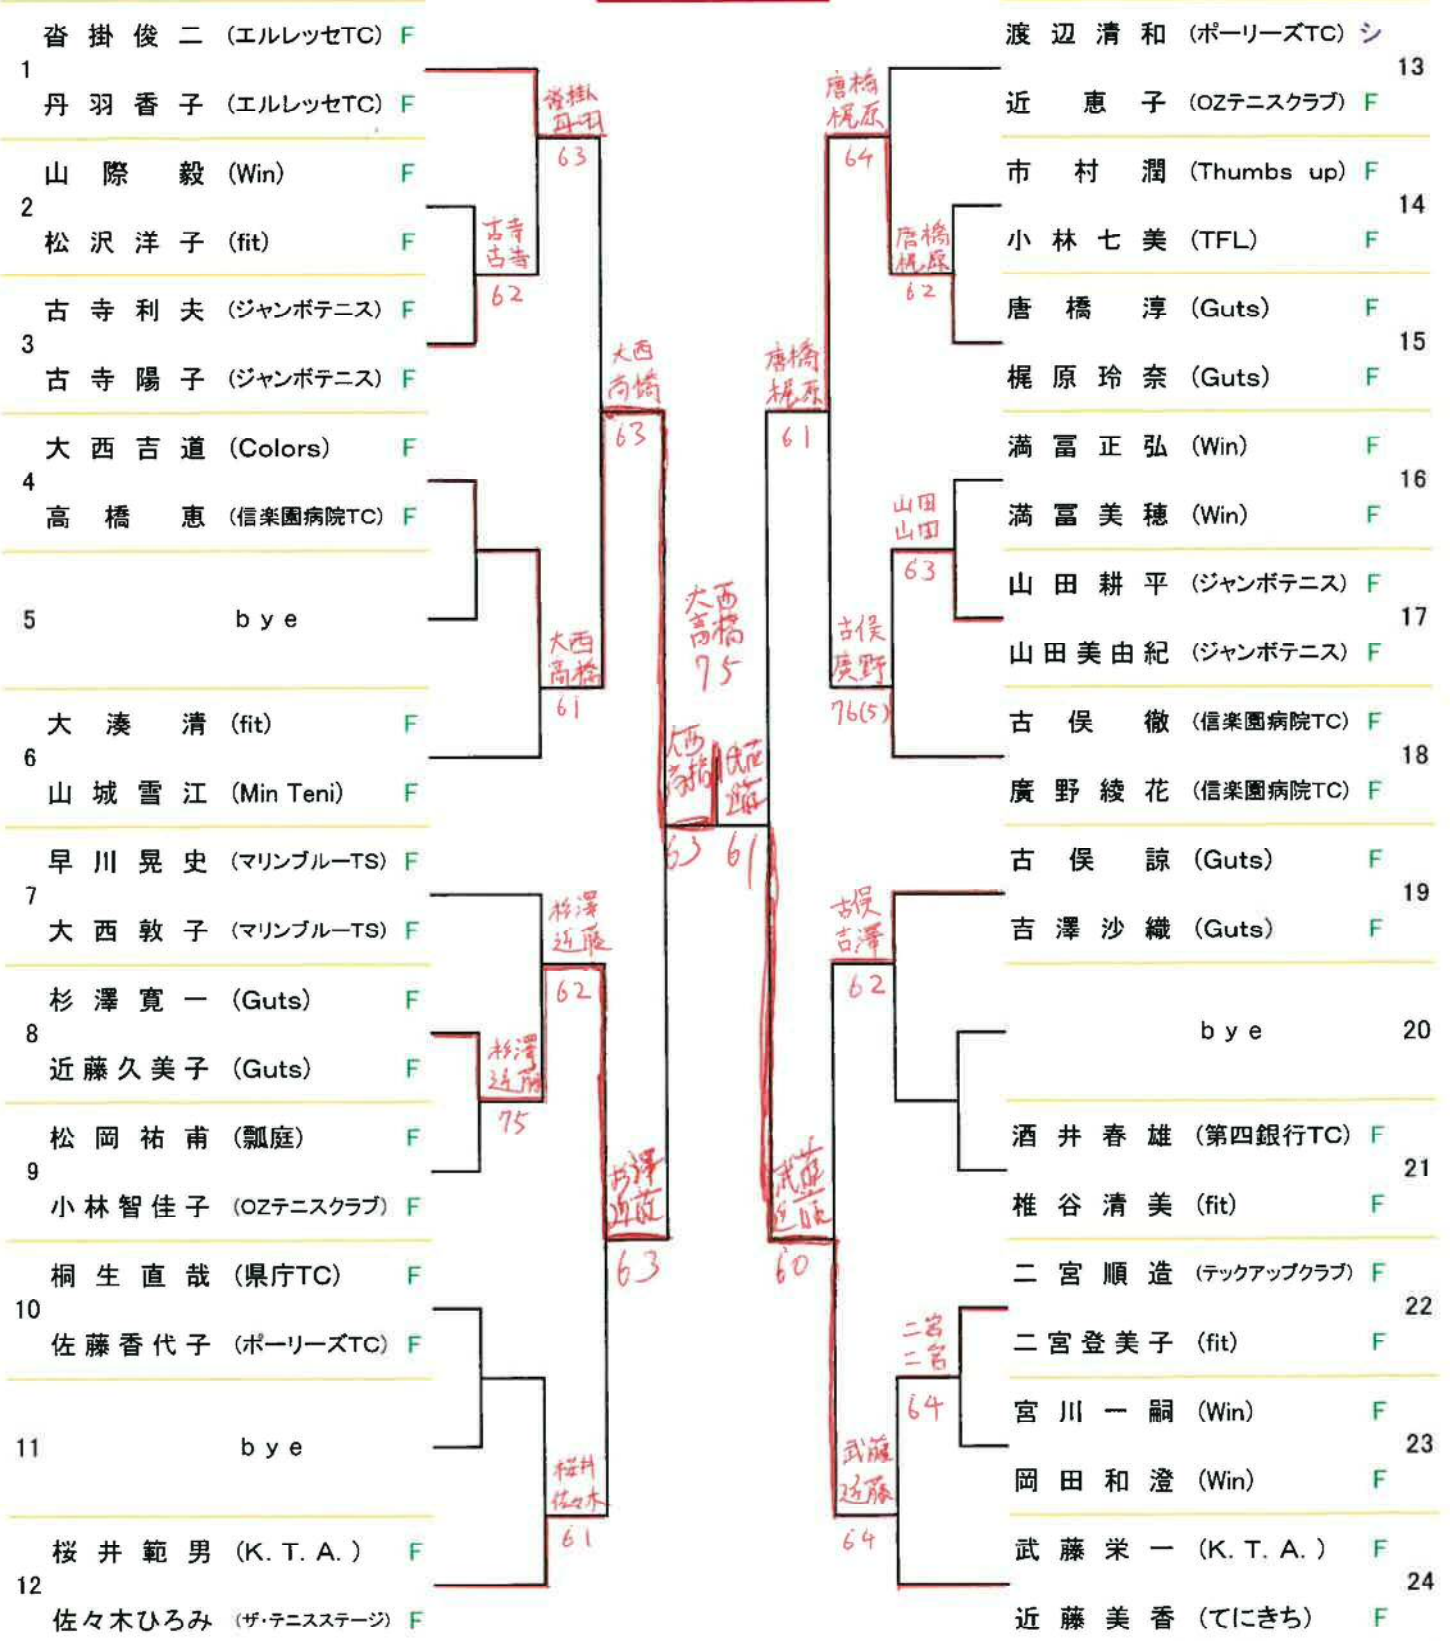 沓掛俊二 (エルレッセTC) F
1
丹羽香子 (エルレッセTC) F
山際毅 (Win) F
2
松沢洋子 (fit) F
古寺利夫 (ジャンボテニス) F
3
古寺陽子 (ジャンボテニス) F
大西吉道 (Colors) F
4
高橋恵 (信楽園病院TC) F
5 bye
大湊清 (fit) F
6
山城雪江 (Min Teni) F
早川晃史 (マリンブルーTS) F
7
大西敦子 (マリンブルーTS) F
杉澤寛一 (Guts) F
8
近藤久美子 (Guts) F
松岡祐甫 (瓢庭) F
9
小林智佳子 (OZテニスクラブ) F
桐生直哉 (県庁TC) F
10
佐藤香代子 (ポーリーズTC) F
11 bye
桜井範男 (K.T.A.) F
12
佐々木ひろみ (ザ・テニスステージ) F
沓掛
丹羽
63
古寺
古寺
62
大西
高橋
63
大西
高橋
61
杉澤
近藤
62
杉澤
近藤
75
杉澤
近藤
63
桜井
佐々木
61
大西
高橋
75
大西
高橋
63
武藤
近藤
61
唐橋
梶原
64
唐橋
梶原
62
唐橋
梶原
61
山田
山田
63
古俣
廣野
76(5)
古俣
吉澤
62
武藤
近藤
60
二宮
二宮
64
武藤
近藤
64
渡辺清和 (ポーリーズTC) シ
13
近恵子 (OZテニスクラブ) F
市村潤 (Thumbs up) F
14
小林七美 (TFL) F
唐橋淳 (Guts) F
15
梶原玲奈 (Guts) F
満冨正弘 (Win) F
16
満冨美穂 (Win) F
山田耕平 (ジャンボテニス) F
17
山田美由紀 (ジャンボテニス) F
古俣徹 (信楽園病院TC) F
18
廣野綾花 (信楽園病院TC) F
古俣諒 (Guts) F
19
吉澤沙織 (Guts) F
bye 20
酒井春雄 (第四銀行TC) F
21
椎谷清美 (fit) F
二宮順造 (テックアップクラブ) F
22
二宮登美子 (fit) F
宮川一嗣 (Win) F
23
岡田和澄 (Win) F
武藤栄一 (K.T.A.) F
24
近藤美香 (てにきち) F